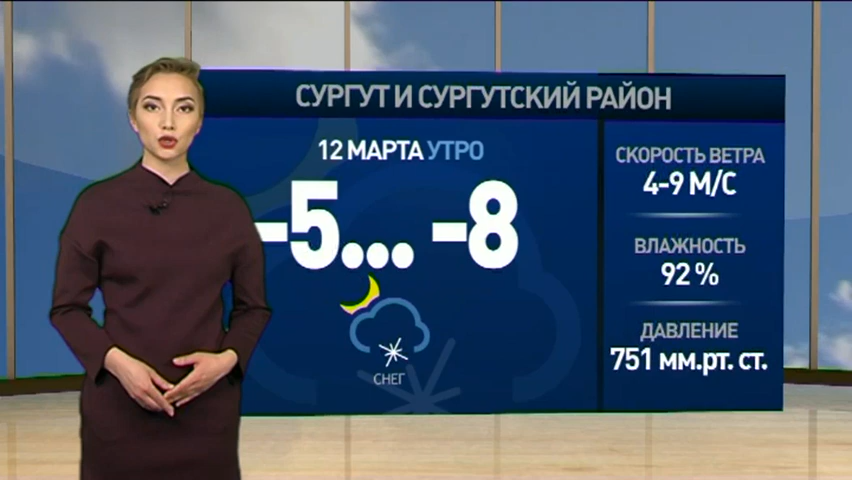 СУРГУТ И СУРГУТСКИЙ РАЙОН
12 МАРТА УТРО
-5... -8
СНЕГ
СКОРОСТЬ ВЕТРА
4-9 М/С
ВЛАЖНОСТЬ
92 %
ДАВЛЕНИЕ
751 мм.рт. ст.